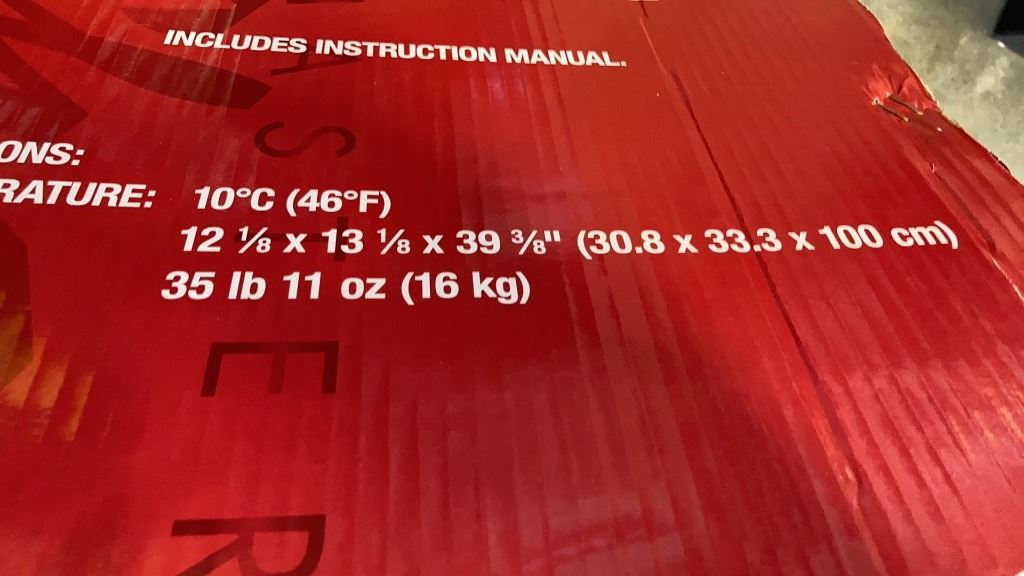 INCLUDES INSTRUCTION MANUAL.
ONS:
RATURE: 10°C (46°F)
12 ⅛ x 13 ⅛ x 39 ⅜" (30.8 x 33.3 x 100 cm)
35 lb 11 oz (16 kg)
A
S
T
E
R